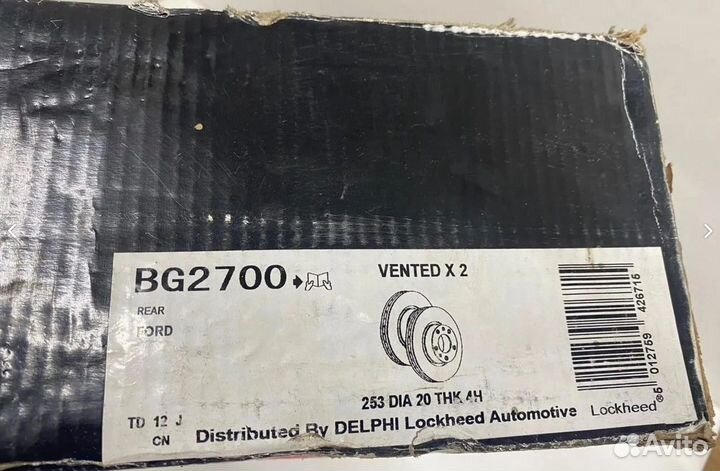 BG2700
VENTED X 2
REAR
FORD
253 DIA 20 THK 4H
TD 12 J
CN
Distributed By DELPHI Lockheed Automotive
Lockheed®
5 012759 426715
Avito